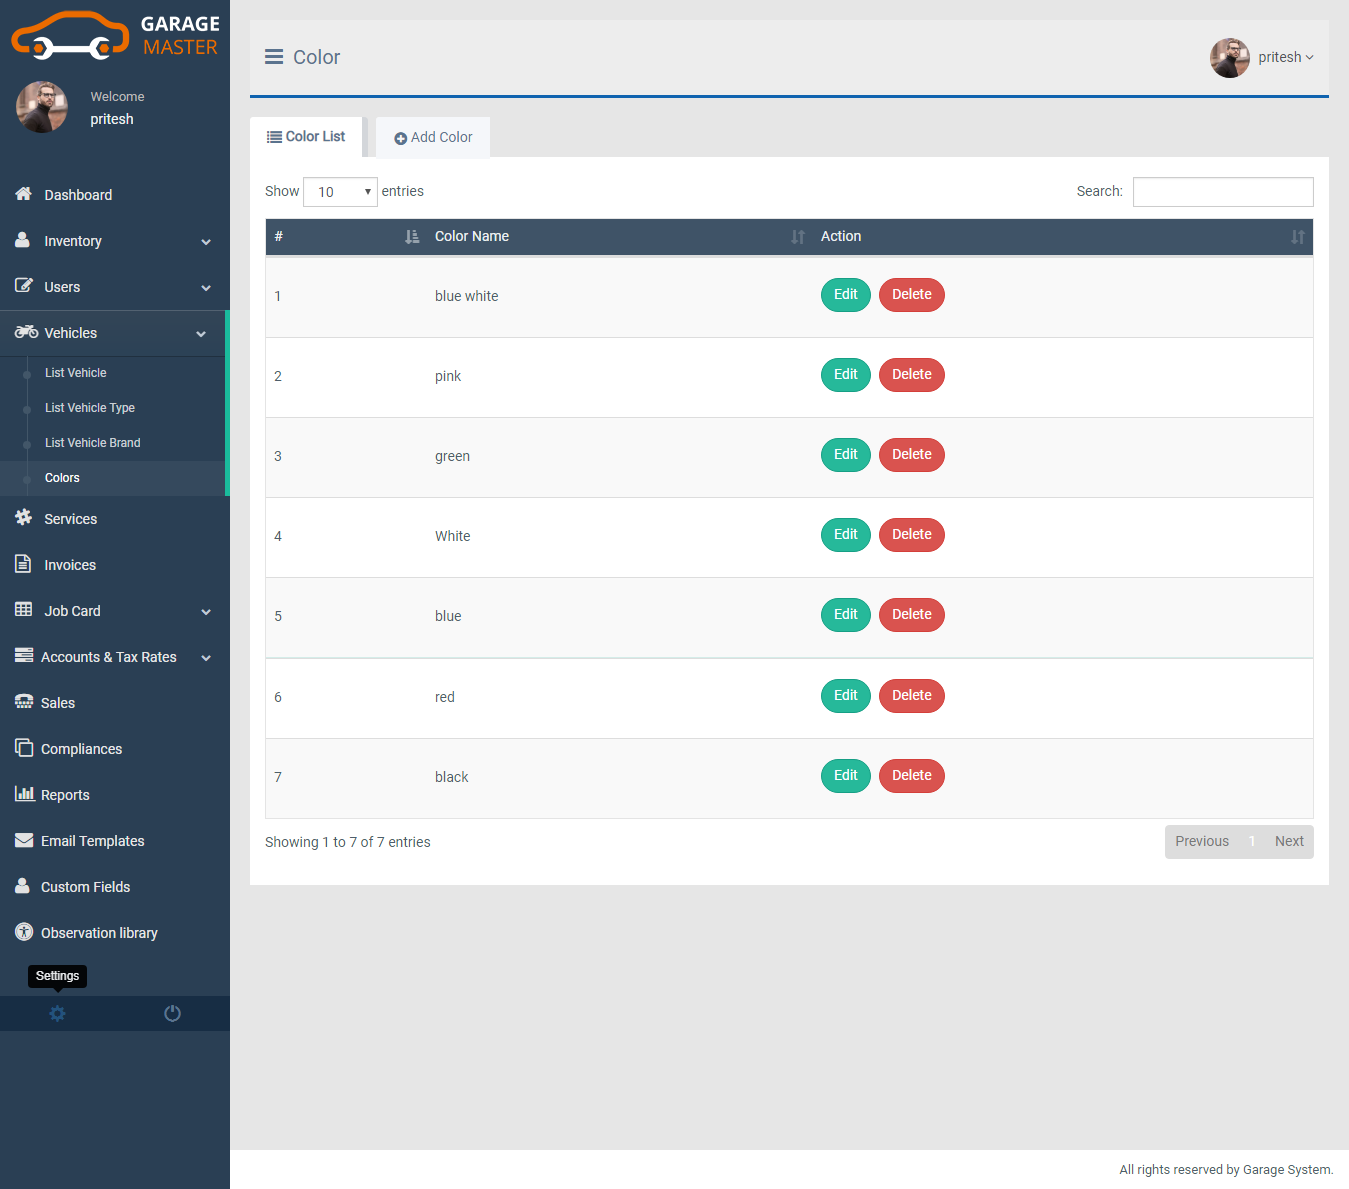 GARAGE
MASTER
Welcome
pritesh
Dashboard
Inventory
Users
Vehicles
List Vehicle
List Vehicle Type
List Vehicle Brand
Colors
Services
Invoices
Job Card
Accounts & Tax Rates
Sales
Compliances
Reports
Email Templates
Custom Fields
Observation library
Settings
Color
pritesh
Color List
Add Color
Show 10 entries
Search:
# Color Name Action
1 blue white Edit Delete
2 pink Edit Delete
3 green Edit Delete
4 White Edit Delete
5 blue Edit Delete
6 red Edit Delete
7 black Edit Delete
Showing 1 to 7 of 7 entries
Previous 1 Next
All rights reserved by Garage System.